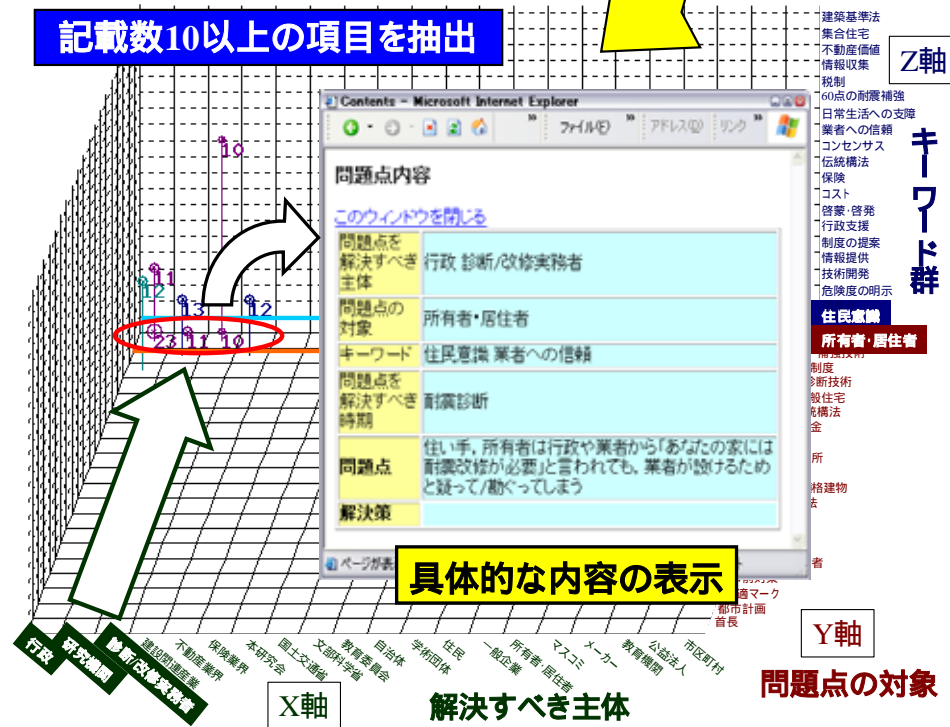 記載数10以上の項目を抽出
建築基準法
集合住宅
不動産価値
情報収集
税制
60点の耐震補強
日常生活への支障
業者への信頼
コンセンサス
伝統構法
保険
コスト
啓蒙・啓発
行政支援
制度の提案
情報提供
技術開発
危険度の明示
住民意識
所有者・居住者
Z軸
キーワード群
10
11
12
13
12
23
11
10
Contents - Microsoft Internet Explorer
ファイル(F)
アドレス(D)
リンク
問題点内容
このウィンドウを閉じる
問題点を
解決すべき
主体
行政 診断/改修実務者
問題点の
対象
所有者・居住者
キーワード
住民意識 業者への信頼
問題点を
解決すべき
時期
耐震診断
問題点
住い手、所有者は行政や業者から「あなたの家には
耐震改修が必要」と言われても、業者が設けるため
と疑って/勘ぐってしまう
解決策
ページが表
具体的な内容の表示
制度
診断技術
般住宅
統構法
金
所
格建物
法
者
前対策
適マーク
都市計画
首長
Y軸
問題点の対象
行政
研究機関
診断/改修実務者
建設関連産業
不動産業界
保険業界
本研究会
国土交通省
文部科学省
教育委員会
自治体
学術団体
住民
一般企業
所有者・居住者
マスコミ
メーカー
教育機関
公益法人
市区町村
X軸
解決すべき主体